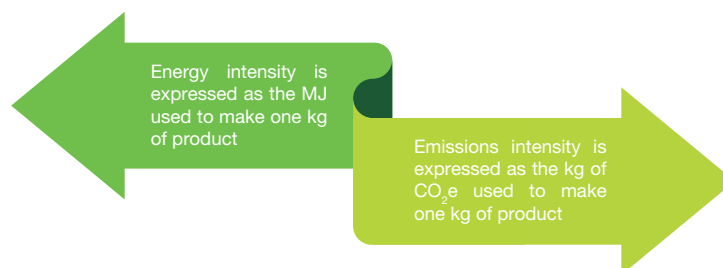 Energy intensity is
expressed as the MJ
used to make one kg
of product
Emissions intensity is
expressed as the kg of
CO₂e used to make
one kg of product